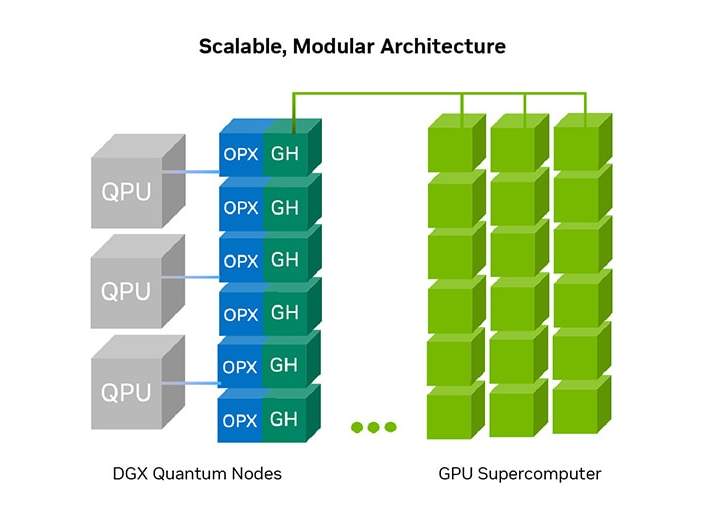 Scalable, Modular Architecture
OPX GH
QPU
OPX GH
OPX GH
QPU
OPX GH
OPX GH
QPU
OPX GH
DGX Quantum Nodes
GPU Supercomputer